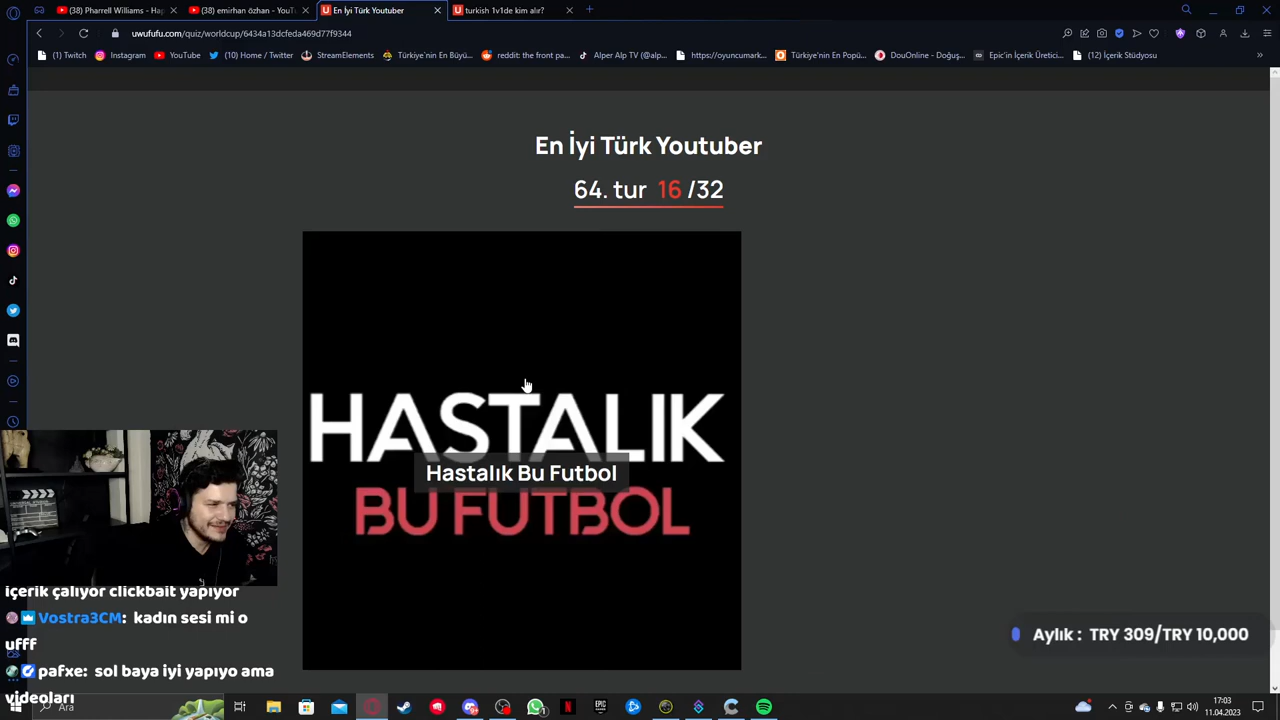 (38) Pharrell Williams - Hap
(38) emirhan özhan - YouTu
En İyi Türk Youtuber
turkish 1v1de kim alır?
uwufufu.com/quiz/worldcup/6434a13dcfeda469d77f9344
(1) Twitch
Instagram
YouTube
(10) Home / Twitter
StreamElements
Türkiye'nin En Büyü...
reddit: the front pa...
Alper Alp TV (@alp...
https://oyuncumark...
Türkiye'nin En Popü...
DouOnline - Doğuş...
Epic'in İçerik Üretici...
(12) İçerik Stüdyosu
En İyi Türk Youtuber
64. tur 16 /32
HASTALIK
Hastalık Bu Futbol
BU FUTBOL
içerik çalıyor clickbait yapıyor
Vostra3CM: kadın sesi mi o
ufff
pafxe: sol baya iyi yapıyo ama
videoları
Aylık : TRY 309/TRY 10,000
Ara
17:03
11.04.2023